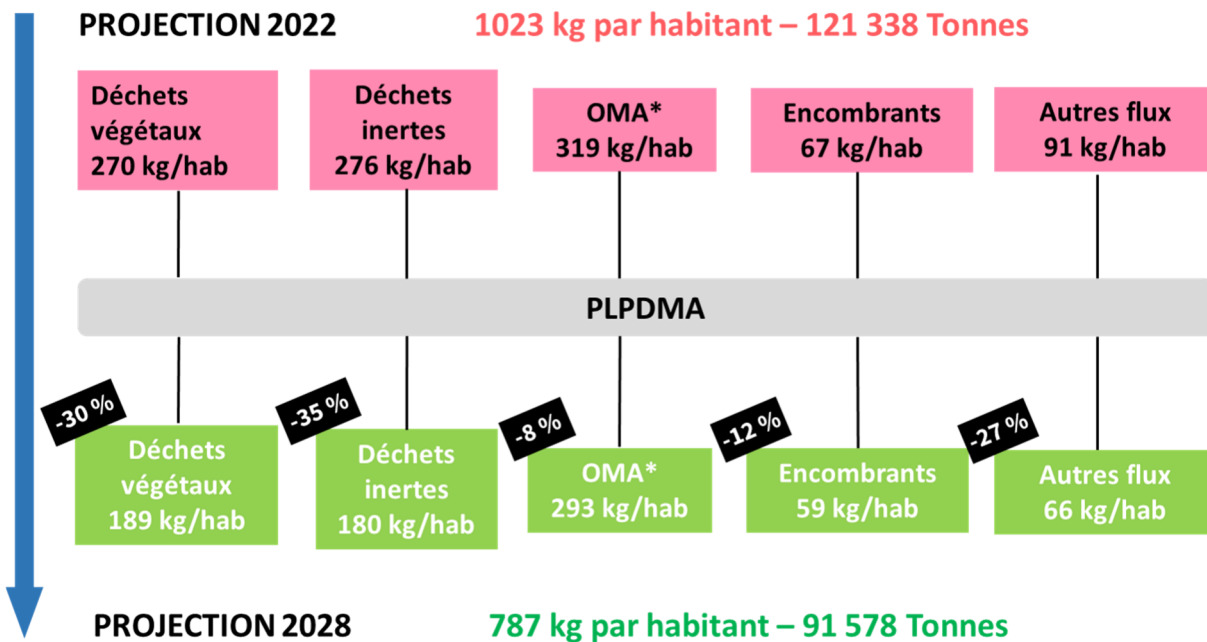 PROJECTION 2022
1023 kg par habitant – 121 338 Tonnes
Déchets
végétaux
270 kg/hab
Déchets
inertes
276 kg/hab
OMA*
319 kg/hab
Encombrants
67 kg/hab
Autres flux
91 kg/hab
PLPDMA
-30 %
Déchets
végétaux
189 kg/hab
-35 %
Déchets
inertes
180 kg/hab
-8 %
OMA*
293 kg/hab
-12 %
Encombrants
59 kg/hab
-27 %
Autres flux
66 kg/hab
PROJECTION 2028
787 kg par habitant – 91 578 Tonnes